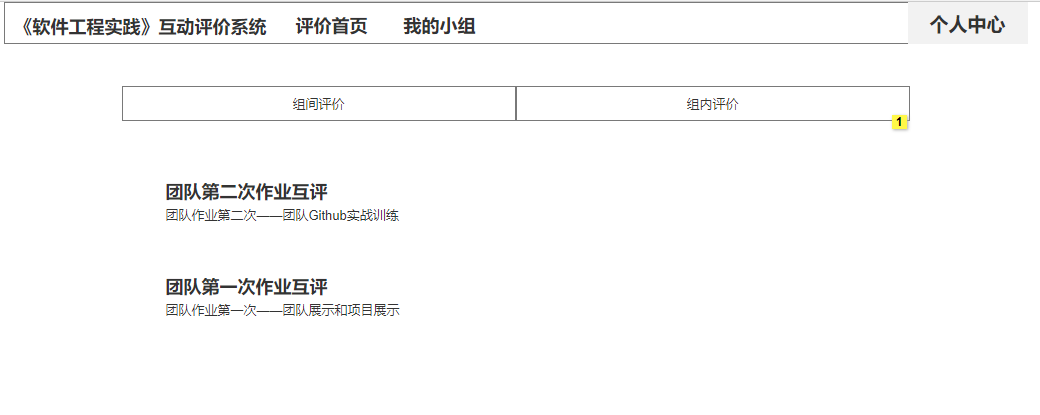 《软件工程实践》互动评价系统 评价首页 我的小组 个人中心
组间评价 组内评价
1
团队第二次作业互评
团队作业第二次——团队Github实战训练
团队第一次作业互评
团队作业第一次——团队展示和项目展示